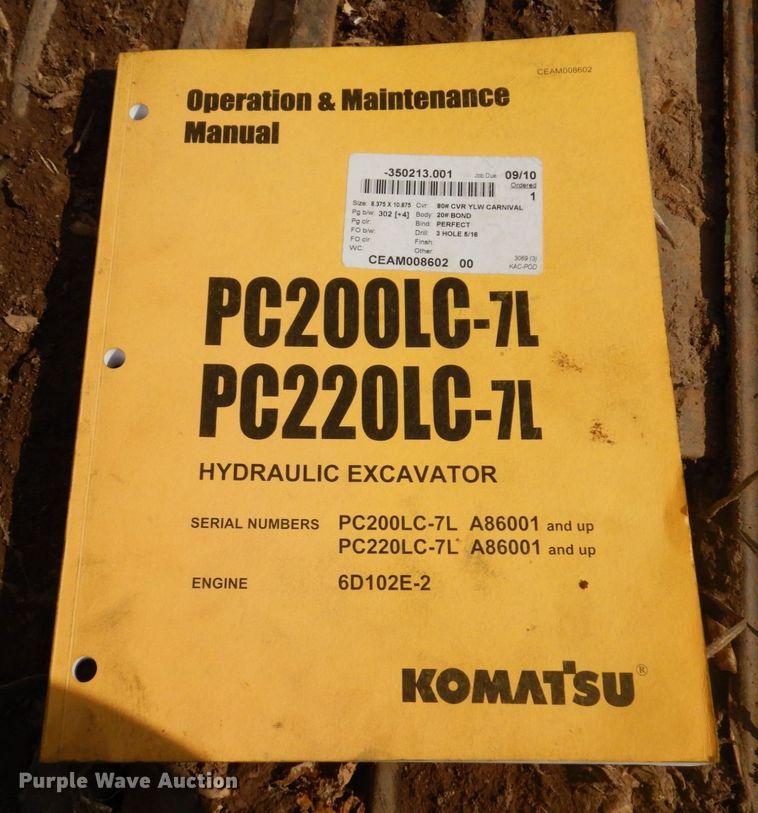 CEAM008602
Operation & Maintenance
Manual
-350213.001 Job Due 09/10
Ordered
1
Size: 8.375 X 10.875 Cvr: 80# CVR YLW CARNIVAL
Pg b/w: 302 [+4] Body: 20# BOND
Pg clr: Bind: PERFECT
FO b/w: Drill: 3 HOLE 5/16
FO clr Finsh:
WC: Other
CEAM008602 00
3069 (3)
KAC-PGD
PC200LC-7L
PC220LC-7L
HYDRAULIC EXCAVATOR
SERIAL NUMBERS PC200LC-7L A86001 and up
PC220LC-7L A86001 and up
ENGINE 6D102E-2
KOMATSU®
Purple Wave Auction